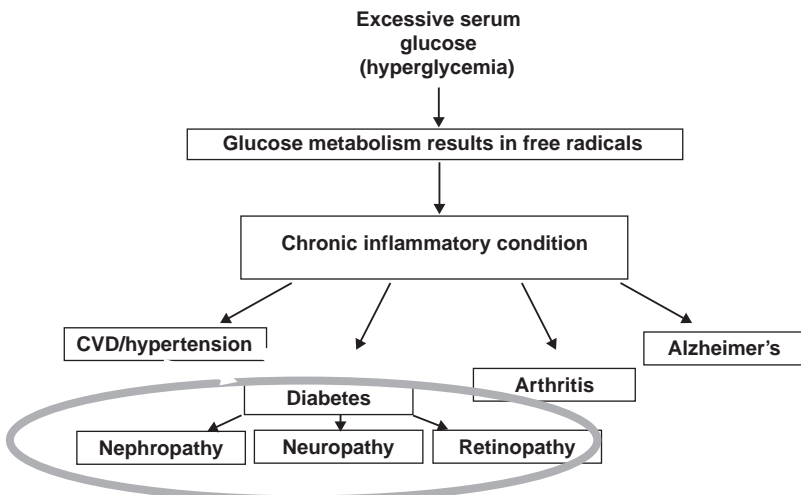 Excessive serum
glucose
(hyperglycemia)
Glucose metabolism results in free radicals
Chronic inflammatory condition
CVD/hypertension
Alzheimer's
Arthritis
Diabetes
Nephropathy
Neuropathy
Retinopathy